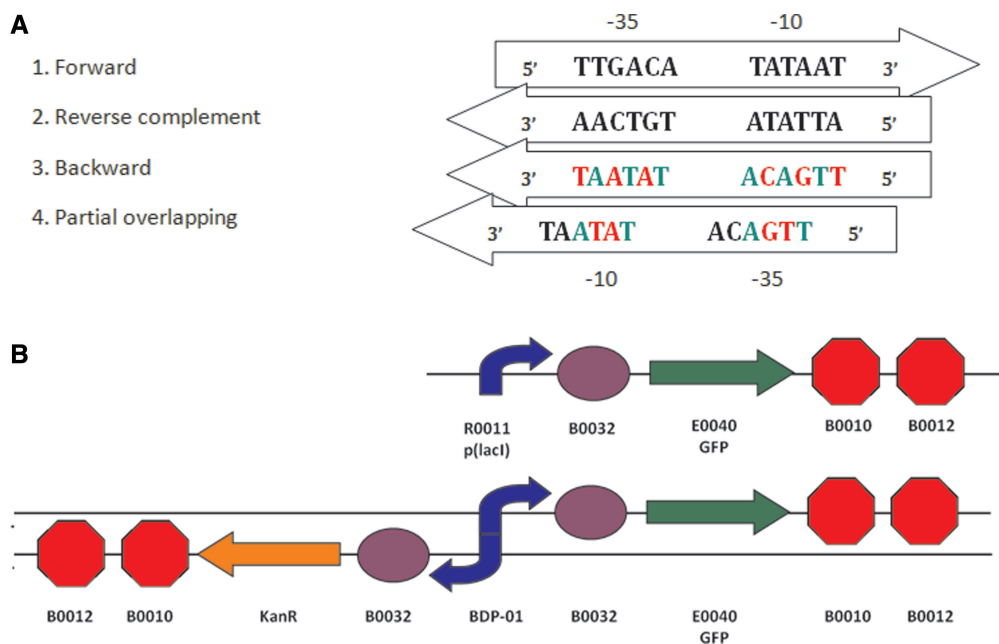 A
-35 -10
1. Forward
5’ TTGACA TATAAT 3’
2. Reverse complement
3’ AACTGT ATATTA 5’
3. Backward
3’ TAATAT ACAGTT 5’
4. Partial overlapping
3’ TAATAT ACAGTT 5’
-10 -35
B
R0011 B0032 E0040 B0010 B0012
p(lacI) GFP
B0012 B0010 KanR B0032 BDP-01 B0032 E0040 B0010 B0012
GFP